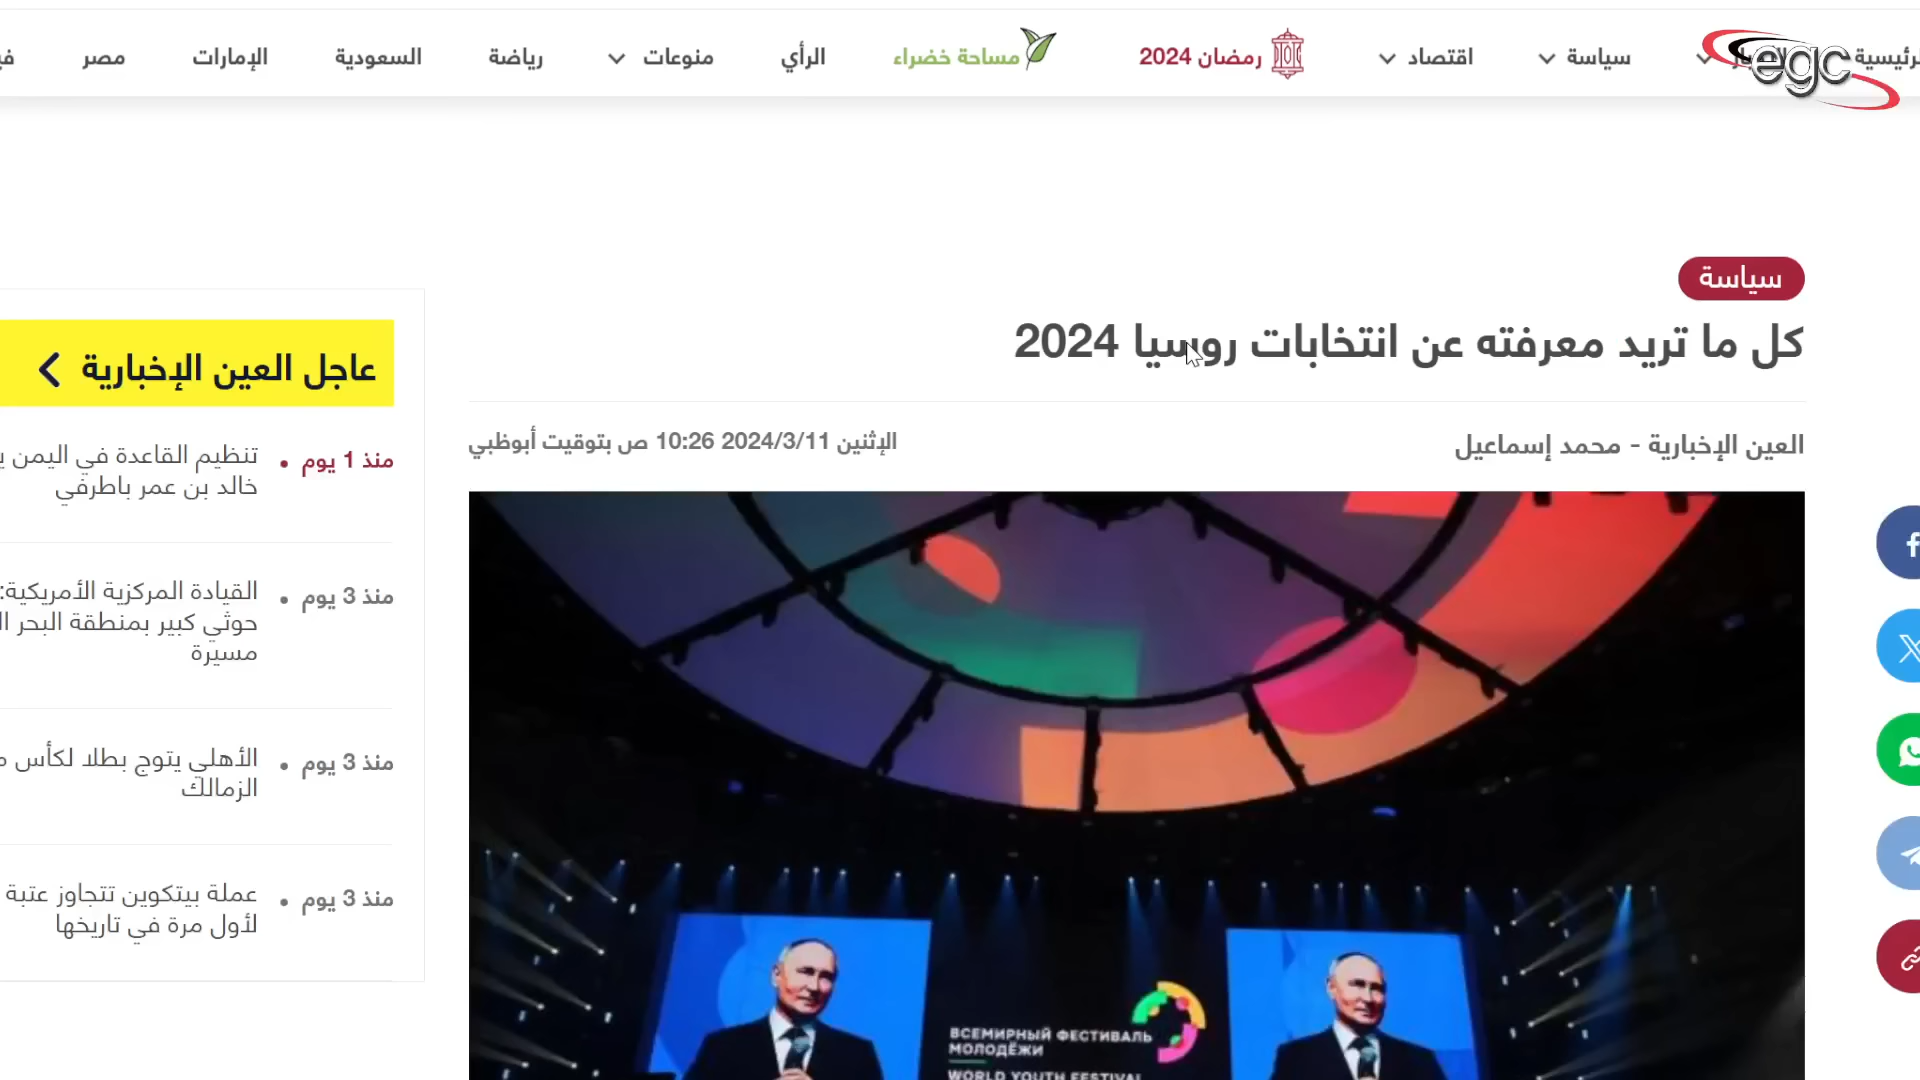 سياسة
اقتصاد
رمضان 2024
مساحة خضراء
الرأي
منوعات
رياضة
السعودية
الإمارات
مصر
egc
سياسة
كل ما تريد معرفته عن انتخابات روسيا 2024
العين الإخبارية - محمد إسماعيل
الإثنين 2024/3/11 10:26 ص بتوقيت أبوظبي
عاجل العين الإخبارية
منذ 1 يوم
تنظيم القاعدة في اليمن
خالد بن عمر باطرفي
منذ 3 يوم
القيادة المركزية الأمريكية:
حوثي كبير بمنطقة البحر
مسيرة
منذ 3 يوم
الأهلي يتوج بطلا لكأس
الزمالك
منذ 3 يوم
عملة بيتكوين تتجاوز عتبة
لأول مرة في تاريخها
ВСЕМИРНЫЙ ФЕСТИВАЛЬ
МОЛОДЁЖИ
WORLD YOUTH FESTIVAL